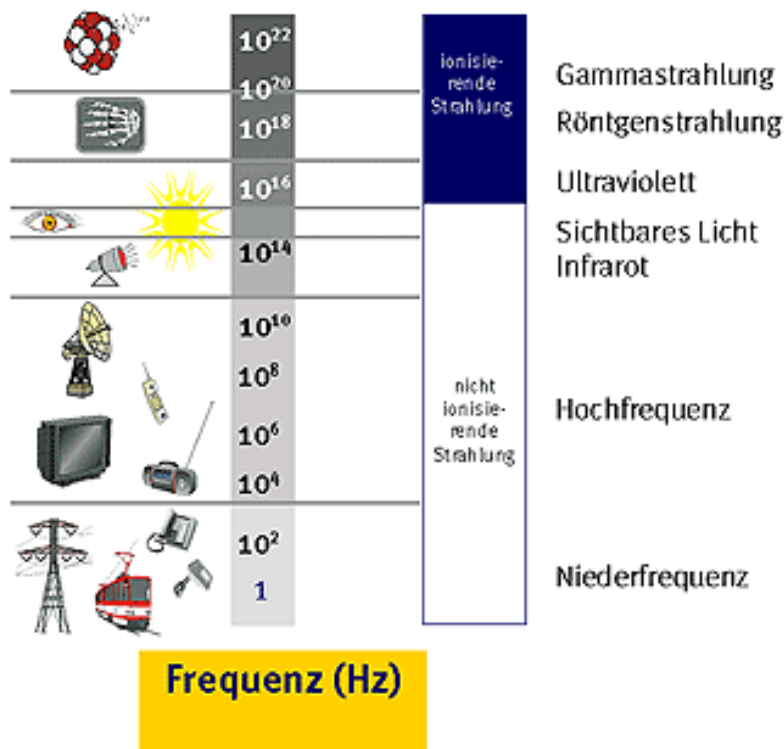 10²²
10²⁰
10¹⁸
10¹⁶
10¹⁴
10¹⁰
10⁸
10⁶
10⁴
10²
1
ionisie-
rende
Strahlung
nicht
ionisie-
rende
Strahlung
Gammastrahlung
Röntgenstrahlung
Ultraviolett
Sichtbares Licht
Infrarot
Hochfrequenz
Niederfrequenz
Frequenz (Hz)